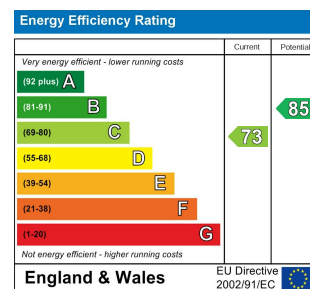 Energy Efficiency Rating
Current Potential
Very energy efficient - lower running costs
(92 plus) A
(81-91) B 85
(69-80) C 73
(55-68) D
(39-54) E
(21-38) F
(1-20) G
Not energy efficient - higher running costs
England & Wales EU Directive
2002/91/EC